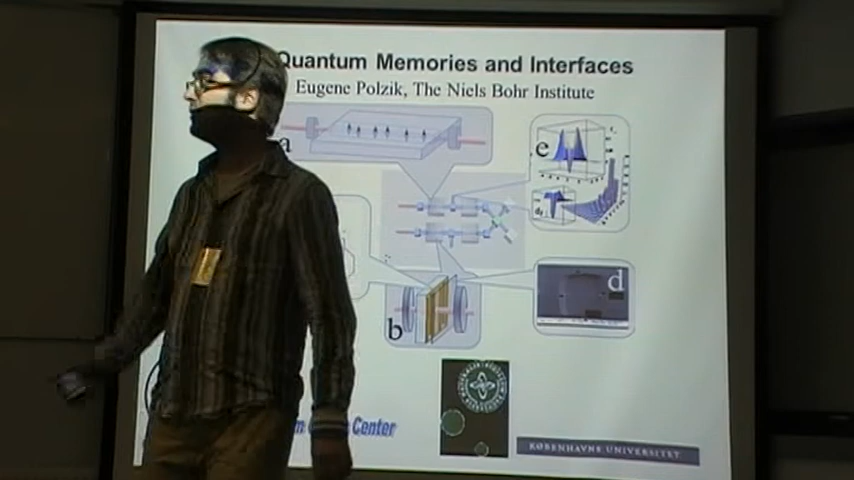 Quantum Memories and Interfaces
Eugene Polzik, The Niels Bohr Institute
a
e
d
b
Center
KØBENHAVNS UNIVERSITET